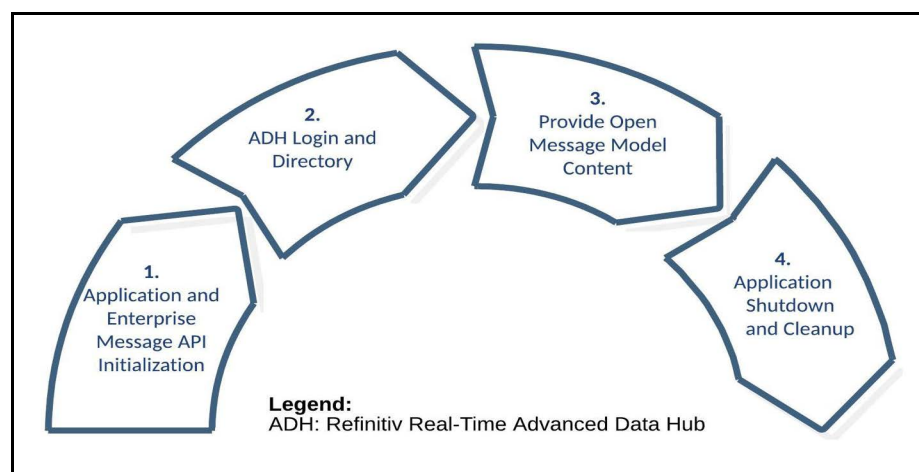 1.
Application and
Enterprise
Message API
Initialization
2.
ADH Login and
Directory
3.
Provide Open
Message Model
Content
4.
Application
Shutdown
and Cleanup
Legend:
ADH: Refinitiv Real-Time Advanced Data Hub